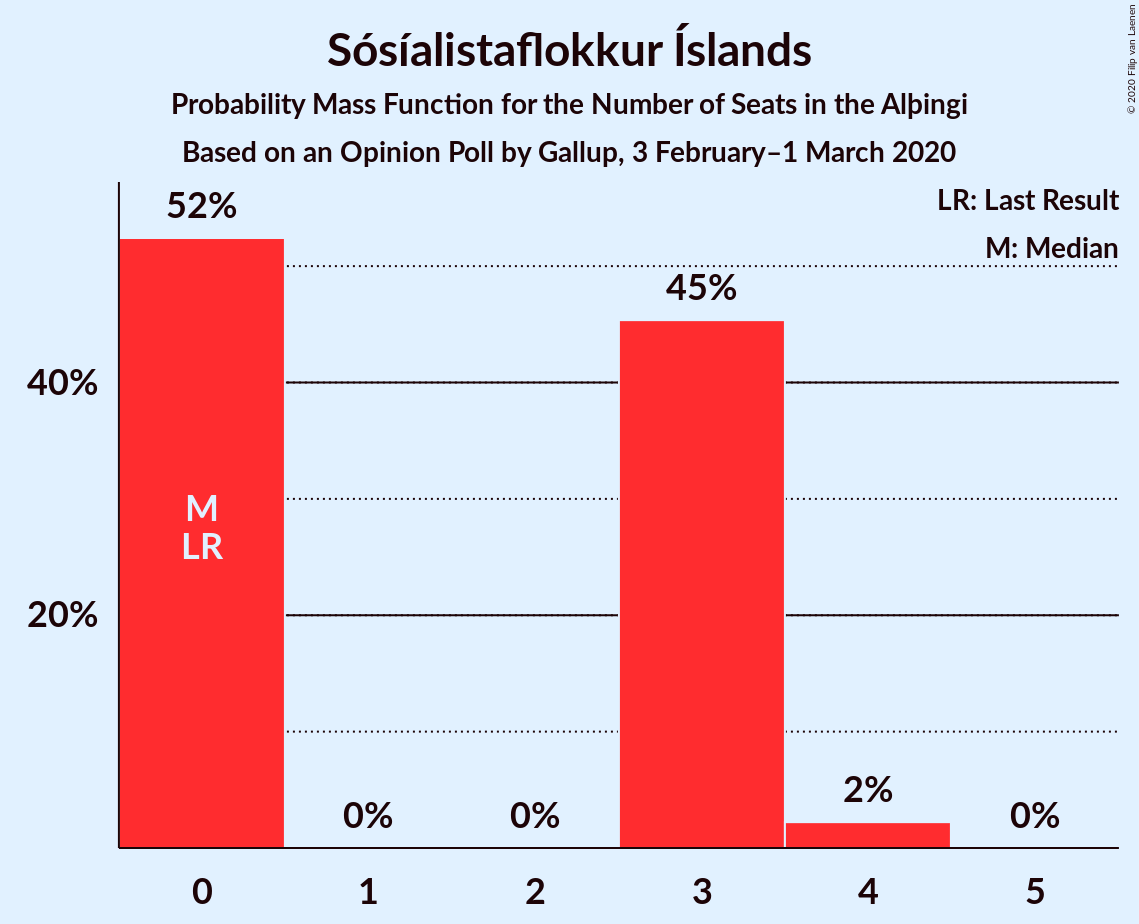 Sósíalistaflokkur Íslands
Probability Mass Function for the Number of Seats in the Alþingi
Based on an Opinion Poll by Gallup, 3 February–1 March 2020
© 2020 Filip van Laenen
LR: Last Result
M: Median
52%
45%
40%
M
LR
20%
0%
0%
2%
0%
0
1
2
3
4
5